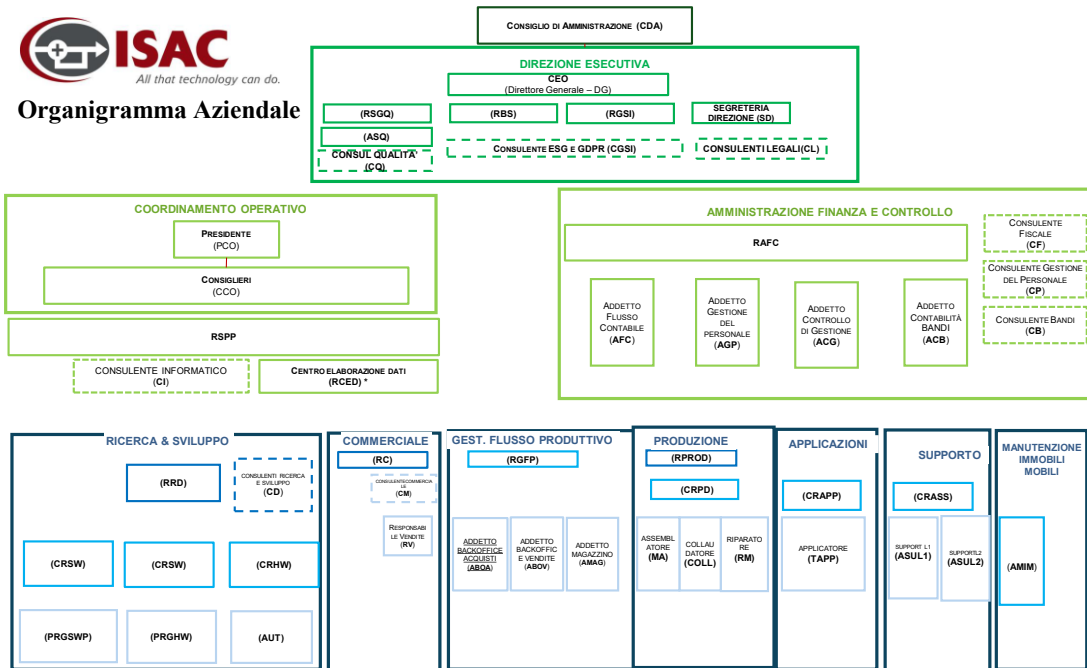 ISAC
All that technology can do.
Organigramma Aziendale
CONSIGLIO DI AMMINISTRAZIONE (CDA)
DIREZIONE ESECUTIVA
CEO
(Direttore Generale – DG)
(RSGQ)
(RBS)
(RGSI)
SEGRETERIA
DIREZIONE (SD)
(ASQ)
CONSUL QUALITA'
(CQ)
CONSULENTE ESG E GDPR (CGSI)
CONSULENTI LEGALI(CL)
COORDINAMENTO OPERATIVO
PRESIDENTE
(PCO)
CONSIGLIERI
(CCO)
RSPP
CONSULENTE INFORMATICO
(CI)
CENTRO ELABORAZIONE DATI
(RCED) *
AMMINISTRAZIONE FINANZA E CONTROLLO
RAFC
ADDETTO
FLUSSO
CONTABILE
(AFC)
ADDETTO
GESTIONE
DEL
PERSONALE
(AGP)
ADDETTO
CONTROLLO
DI GESTIONE
(ACG)
ADDETTO
CONTABILITÀ
BANDI
(ACB)
CONSULENTE
FISCALE
(CF)
CONSULENTE GESTIONE
DEL PERSONALE
(CP)
CONSULENTE BANDI
(CB)
RICERCA & SVILUPPO
(RRD)
CONSULENTI RICERCA
E SVILUPPO
(CD)
(CRSW)
(CRSW)
(CRHW)
(PRGSWP)
(PRGHW)
(AUT)
COMMERCIALE
(RC)
CONSULENTE COMMERCIA
LE
(CM)
RESPONSABI
LE VENDITE
(RV)
GEST. FLUSSO PRODUTTIVO
(RGFP)
ADDETTO
BACKOFFICE
ACQUISTI
(ABOA)
ADDETTO
BACKOFFIC
E VENDITE
(ABOV)
ADDETTO
MAGAZZINO
(AMAG)
PRODUZIONE
(RPROD)
(CRPD)
ASSEMBL
ATORE
(MA)
COLLAU
DATORE
(COLL)
RIPARATO
RE
(RM)
APPLICAZIONI
(CRAPP)
APPLICATORE
(TAPP)
SUPPORTO
(CRASS)
SUPPORT L1
(ASUL1)
SUPPORTL2
(ASUL2)
MANUTENZIONE
IMMOBILI
MOBILI
(AMIM)